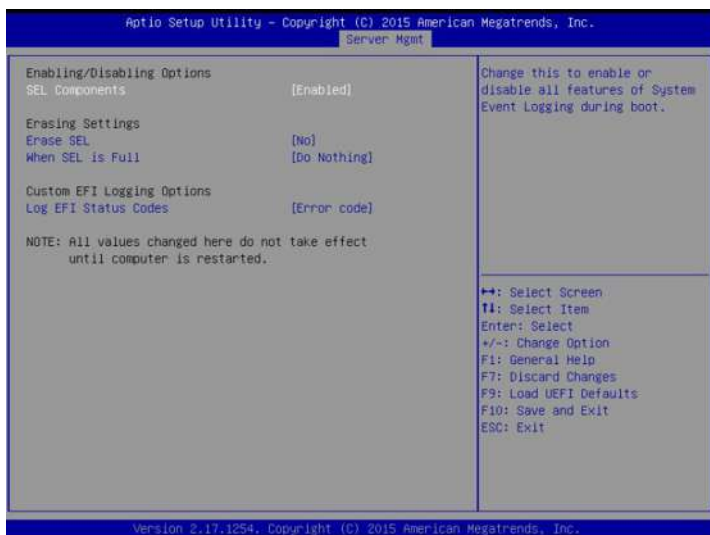 Aptio Setup Utility – Copyright (C) 2015 American Megatrends, Inc.
Server Mgmt
Enabling/Disabling Options
SEL Components [Enabled]
Erasing Settings
Erase SEL [No]
When SEL is Full [Do Nothing]
Custom EFI Logging Options
Log EFI Status Codes [Error code]
NOTE: All values changed here do not take effect
until computer is restarted.
Change this to enable or
disable all features of System
Event Logging during boot.
↔: Select Screen
↑↓: Select Item
Enter: Select
+/-: Change Option
F1: General Help
F7: Discard Changes
F9: Load UEFI Defaults
F10: Save and Exit
ESC: Exit
Version 2.17.1254. Copyright (C) 2015 American Megatrends, Inc.